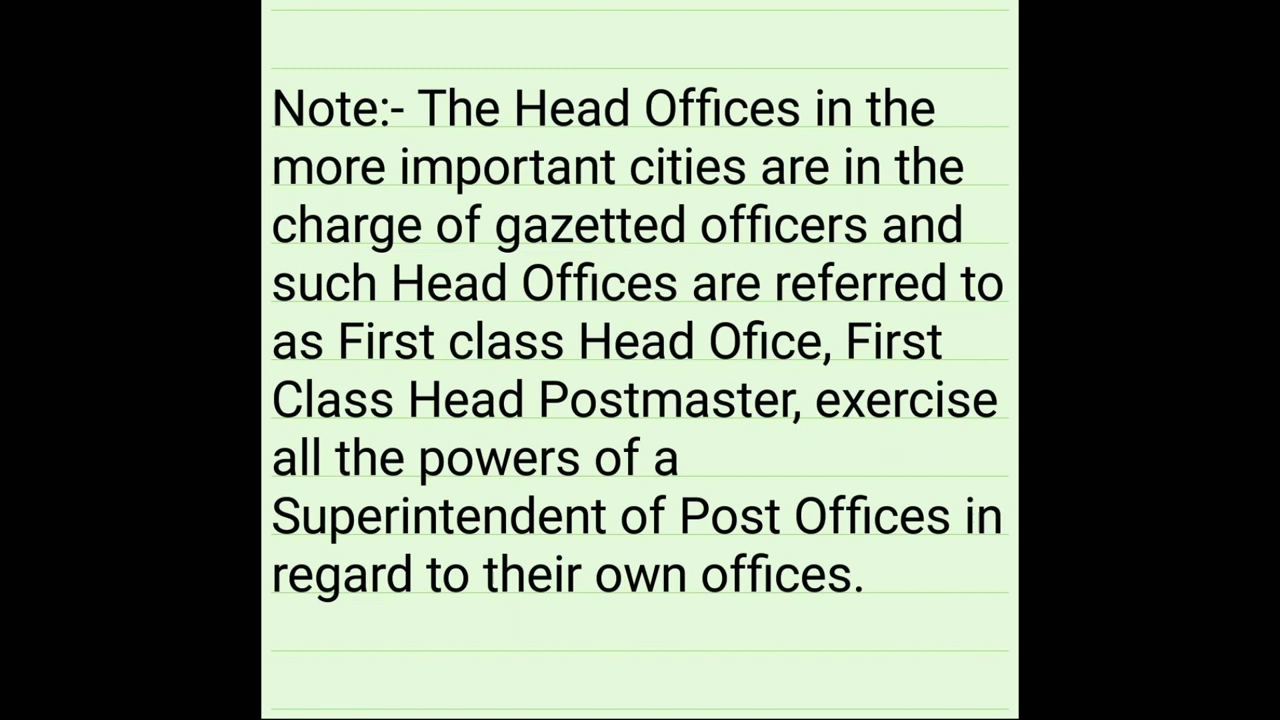 Note:- The Head Offices in the
more important cities are in the
charge of gazetted officers and
such Head Offices are referred to
as First class Head Ofice, First
Class Head Postmaster, exercise
all the powers of a
Superintendent of Post Offices in
regard to their own offices.